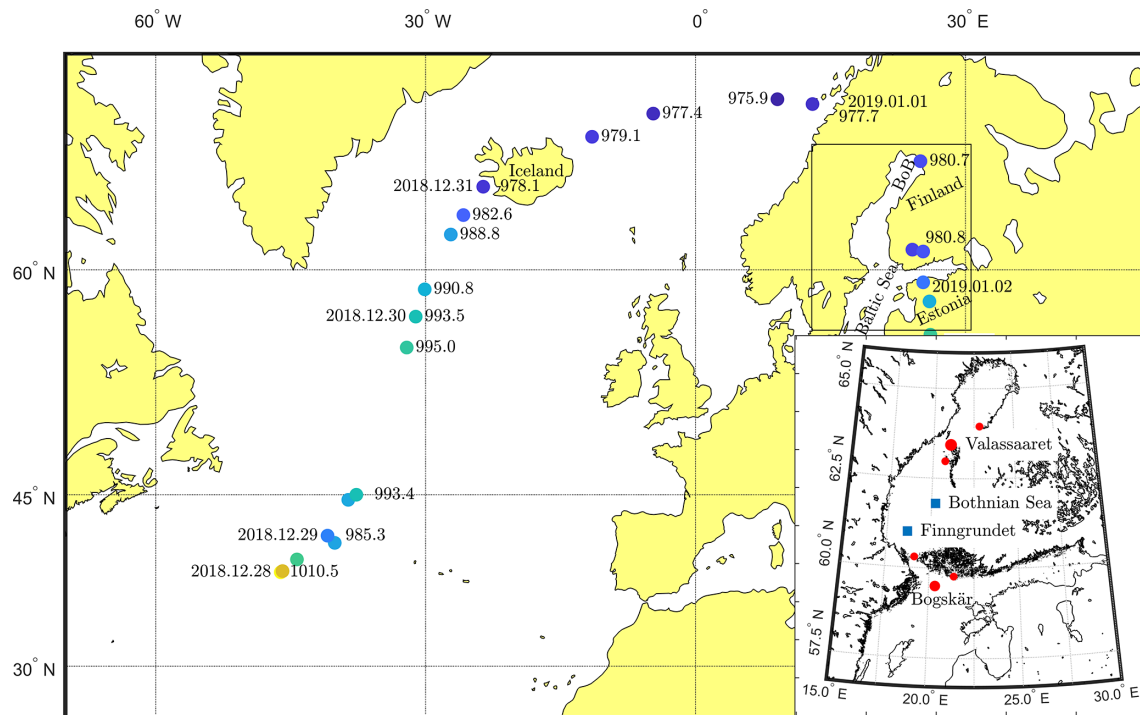 60° W
30° W
0°
30° E
60° N
45° N
30° N
975.9
2019.01.01
977.7
977.4
979.1
BoB
980.7
Iceland
2018.12.31
978.1
Finland
982.6
988.8
980.8
990.8
2019.01.02
Baltic Sea
Estonia
2018.12.30
993.5
995.0
993.4
2018.12.29
985.3
2018.12.28
1010.5
65.0° N
62.5° N
60.0° N
57.5° N
Valassaaret
Bothnian Sea
Finngrundet
Bogskär
15.0° E
20.0° E
25.0° E
30.0° E